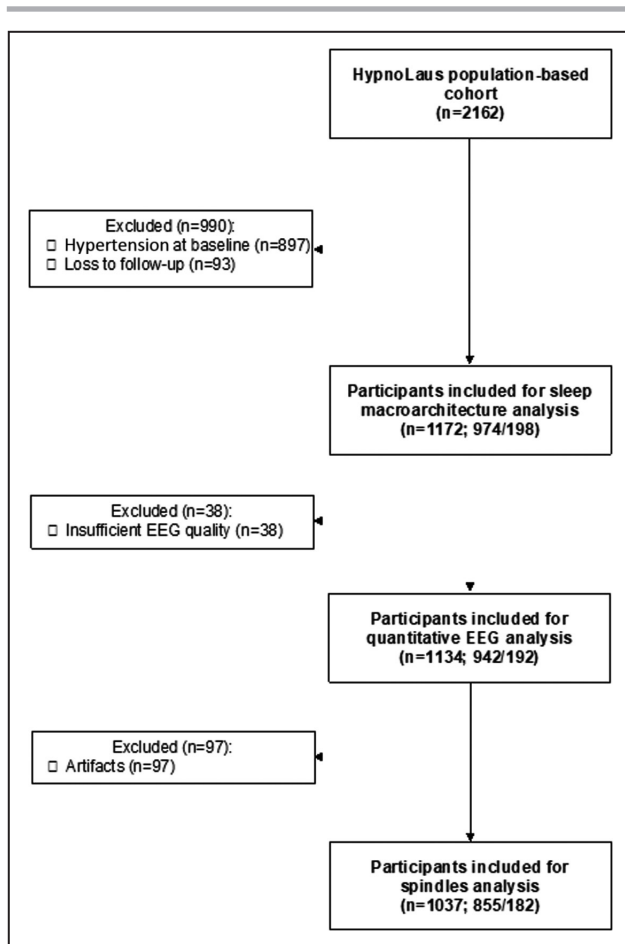 HypnoLaus population-based
cohort
(n=2162)
Excluded (n=990):
□ Hypertension at baseline (n=897)
□ Loss to follow-up (n=93)
Participants included for sleep
macroarchitecture analysis
(n=1172; 974/198)
Excluded (n=38):
□ Insufficient EEG quality (n=38)
Participants included for
quantitative EEG analysis
(n=1134; 942/192)
Excluded (n=97):
□ Artifacts (n=97)
Participants included for
spindles analysis
(n=1037; 855/182)